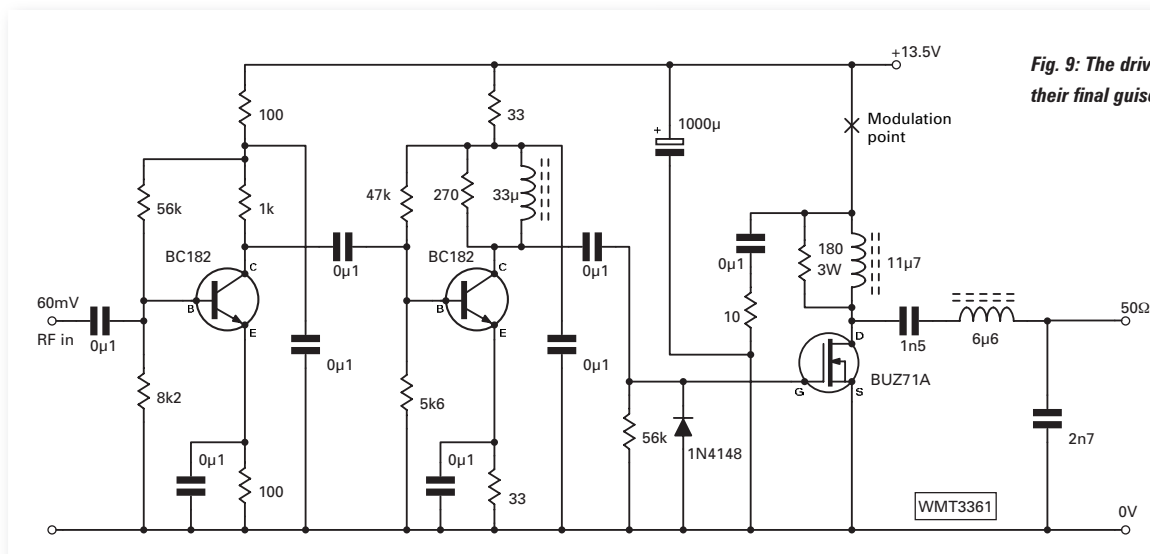 +13.5V
Fig. 9: The driv
their final guis
100
33
1000µ
+
Modulation
point
56k
1k
47k
270
33µ
0µ1
180
3W
11µ7
BC182
0µ1
BC182
0µ1
C
B
E
C
B
E
60mV
RF in
0µ1
10
D
G
S
1n5
6µ6
50Ω
0µ1
0µ1
BUZ71A
8k2
5k6
56k
1N4148
2n7
0µ1
100
0µ1
33
WMT3361
0V